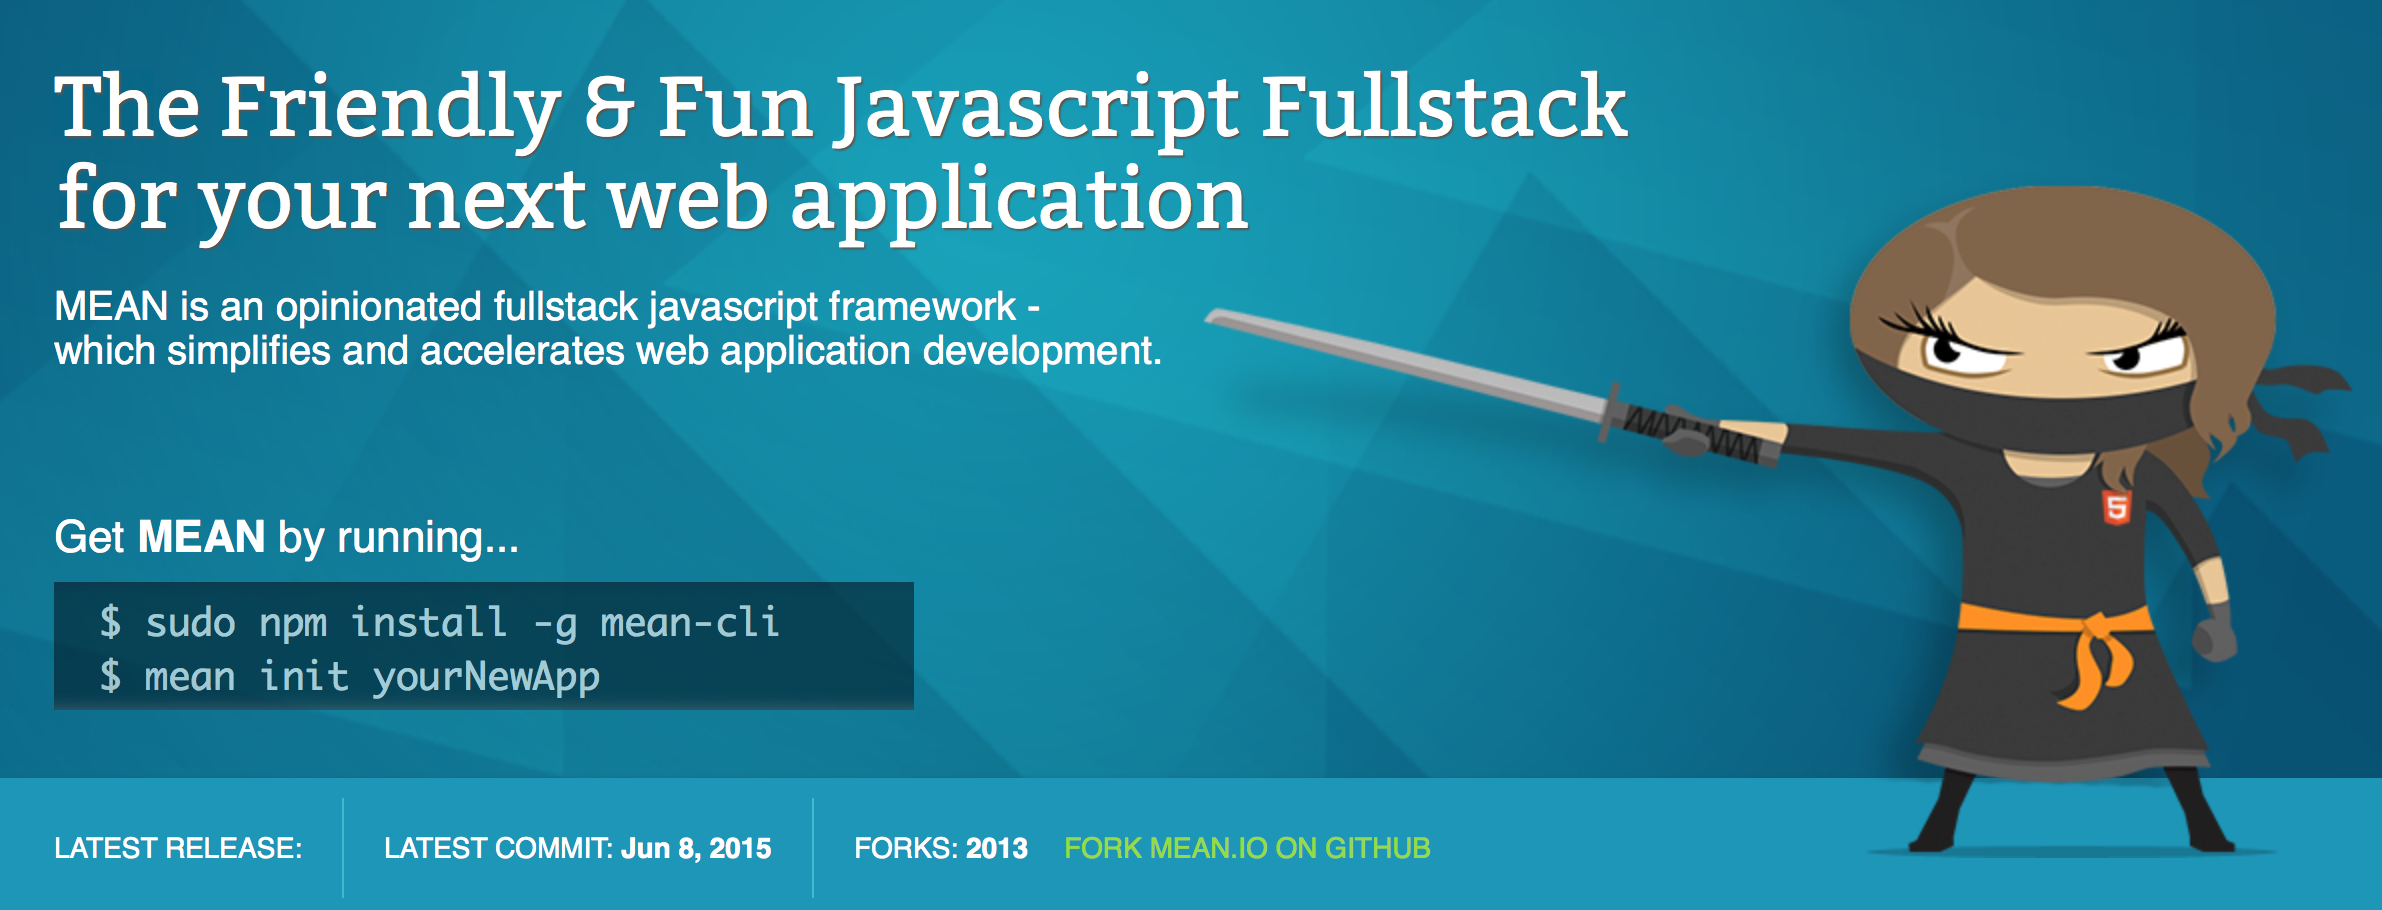 The Friendly & Fun Javascript Fullstack
for your next web application
MEAN is an opinionated fullstack javascript framework -
which simplifies and accelerates web application development.
Get MEAN by running...
$ sudo npm install -g mean-cli
$ mean init yourNewApp
5
LATEST RELEASE:
LATEST COMMIT: Jun 8, 2015
FORKS: 2013
FORK MEAN.IO ON GITHUB